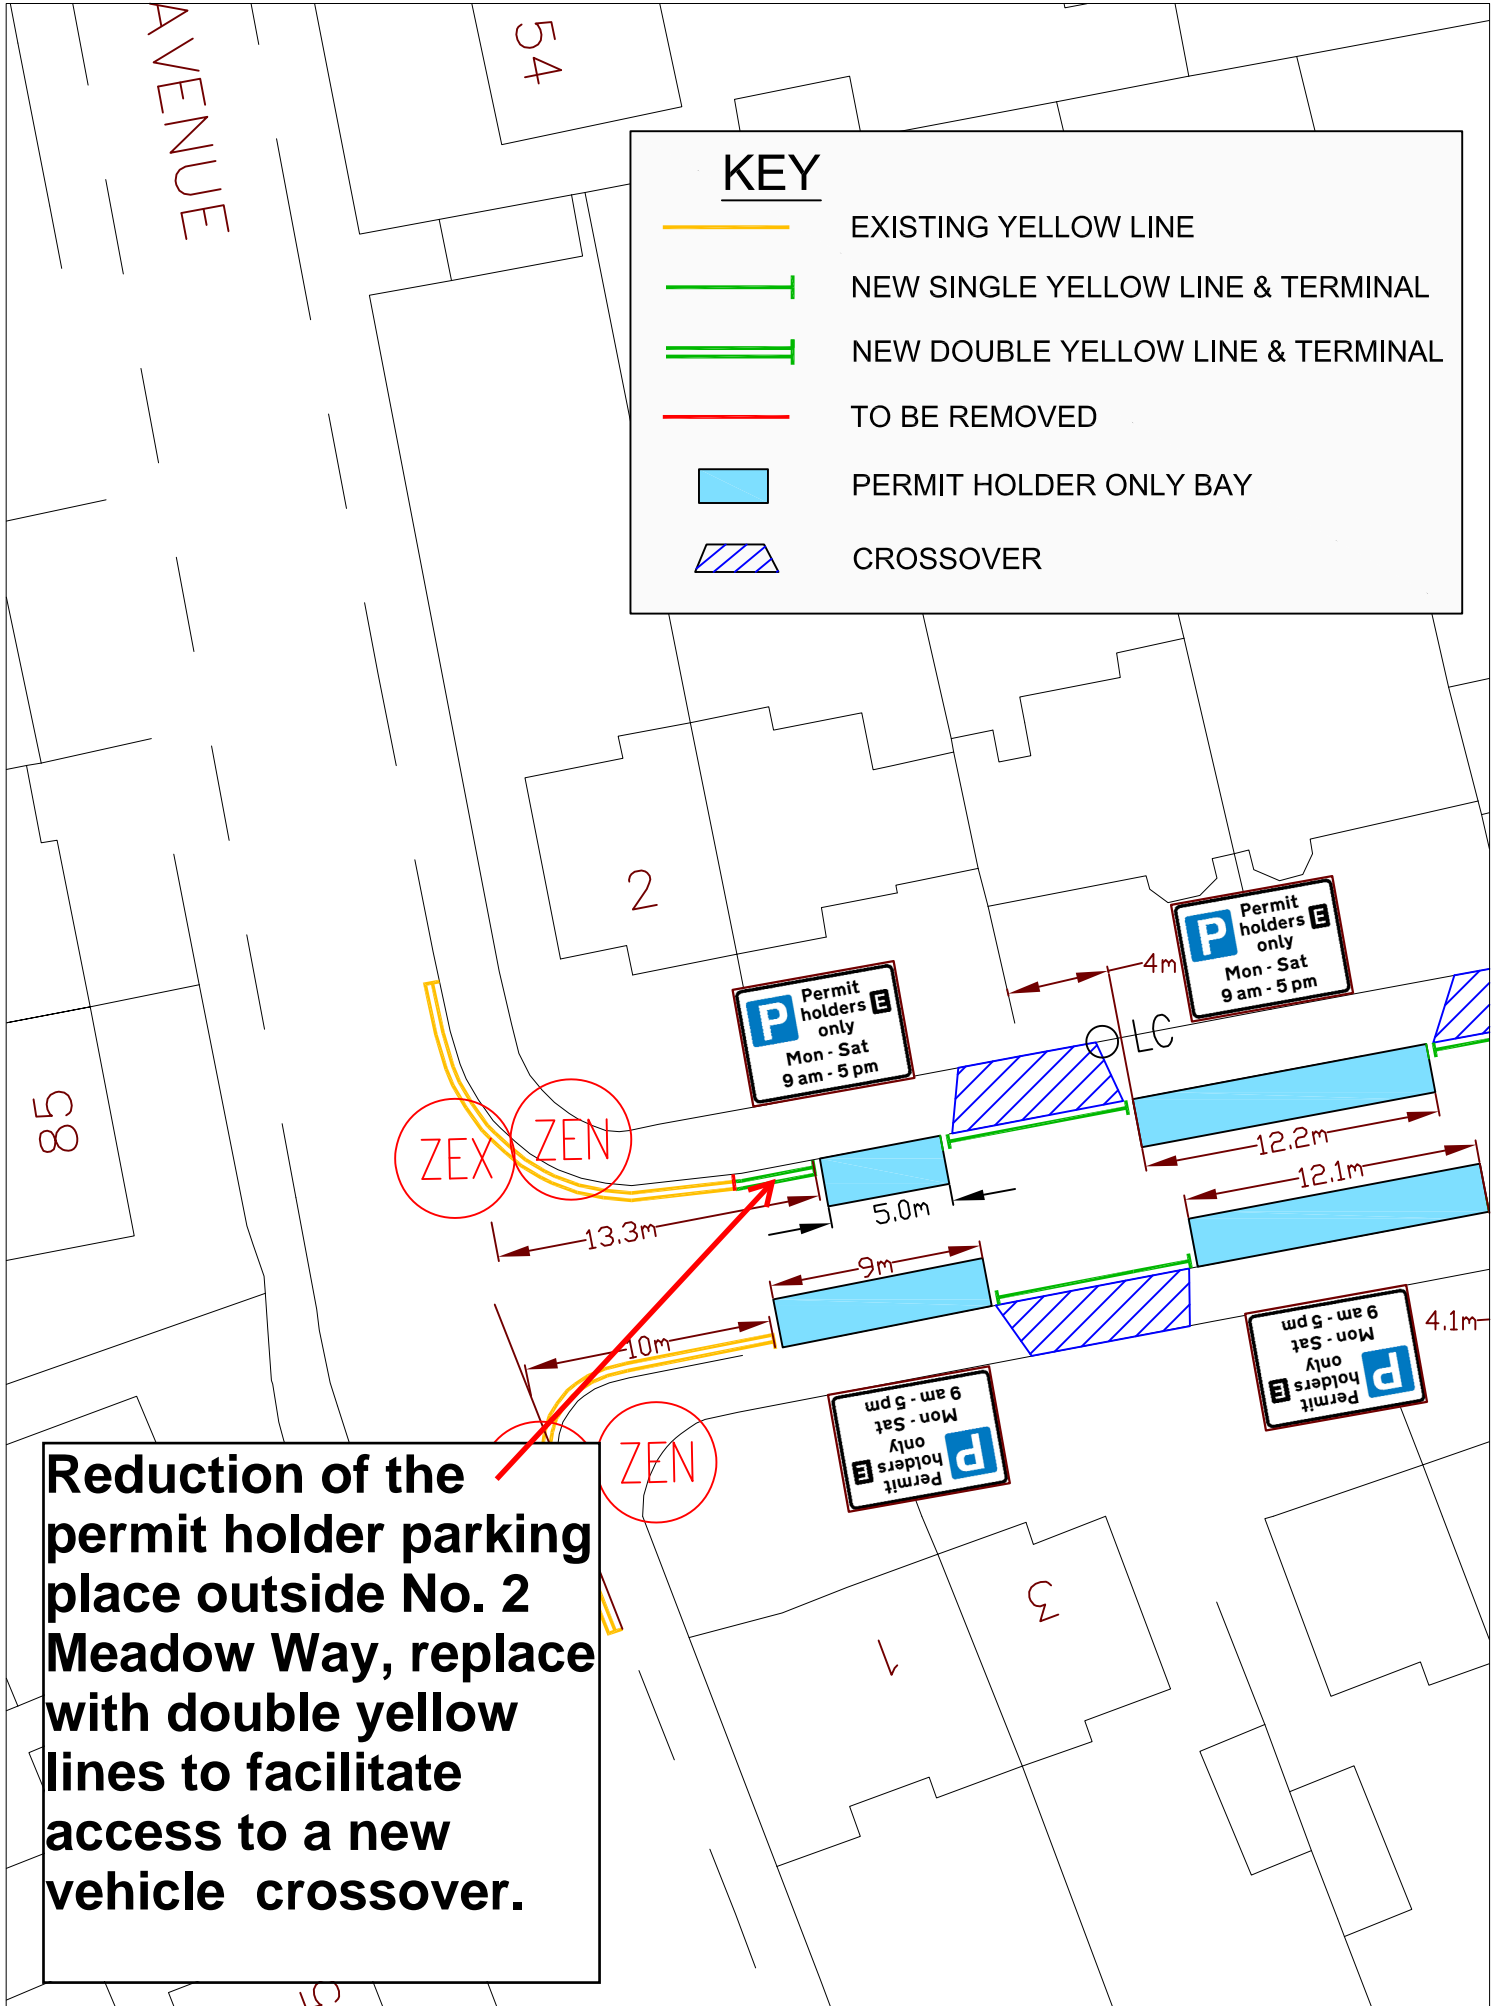 AVENUE
54
KEY
EXISTING YELLOW LINE
NEW SINGLE YELLOW LINE & TERMINAL
NEW DOUBLE YELLOW LINE & TERMINAL
TO BE REMOVED
PERMIT HOLDER ONLY BAY
CROSSOVER
2
P Permit
holders E
only
Mon - Sat
9 am - 5 pm
4m
P Permit
holders E
only
Mon - Sat
9 am - 5 pm
LC
85
ZEX
ZEN
12.2m
12.1m
5.0m
13.3m
9m
10m
4.1m
P Permit
holders E
only
Mon - Sat
9 am - 5 pm
P Permit
holders E
only
Mon - Sat
9 am - 5 pm
ZEN
1
3
Reduction of the
permit holder parking
place outside No. 2
Meadow Way, replace
with double yellow
lines to facilitate
access to a new
vehicle crossover.